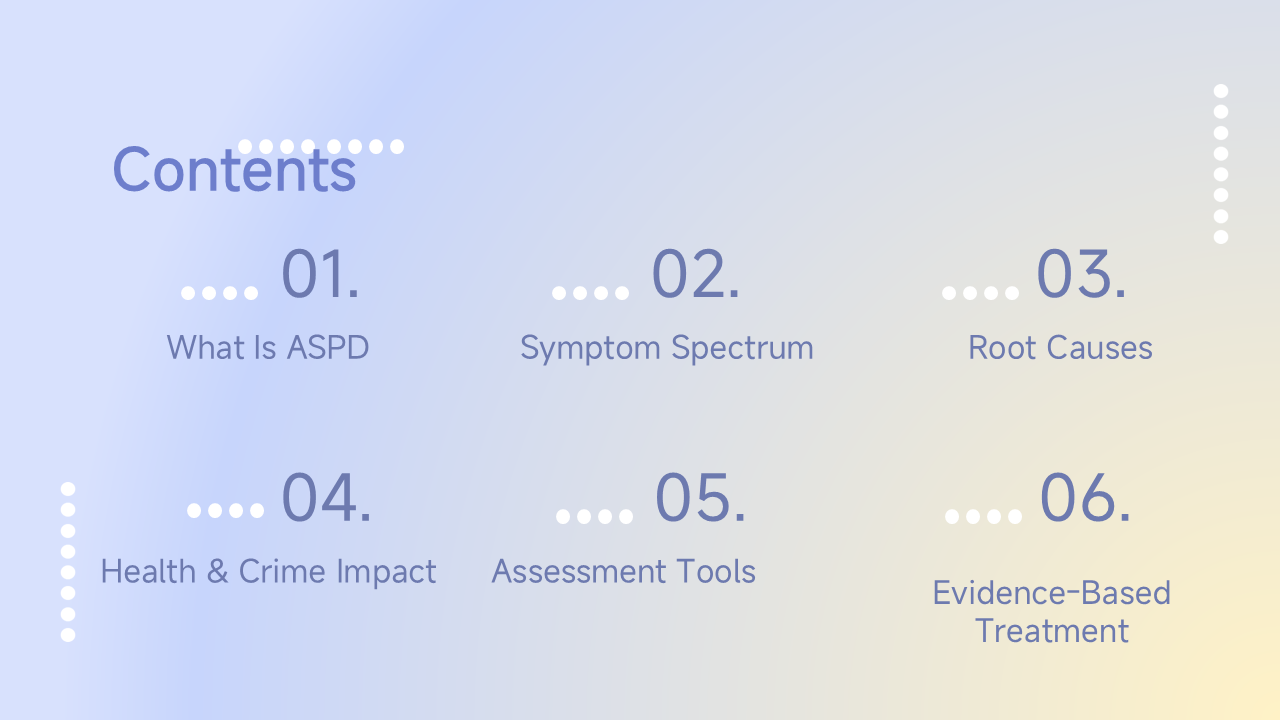 Contents
01.
What Is ASPD
02.
Symptom Spectrum
03.
Root Causes
04.
Health & Crime Impact
05.
Assessment Tools
06.
Evidence-Based
Treatment